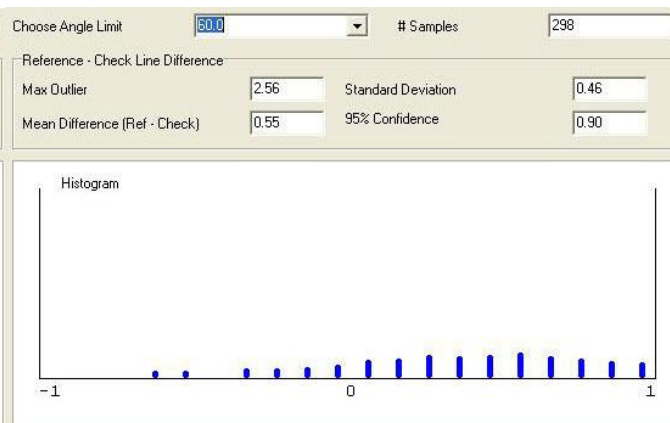 Choose Angle Limit 60.0 # Samples 298
Reference - Check Line Difference
Max Outlier 2.56 Standard Deviation 0.46
Mean Difference (Ref - Check) 0.55 95% Confidence 0.90
Histogram
-1 0 1